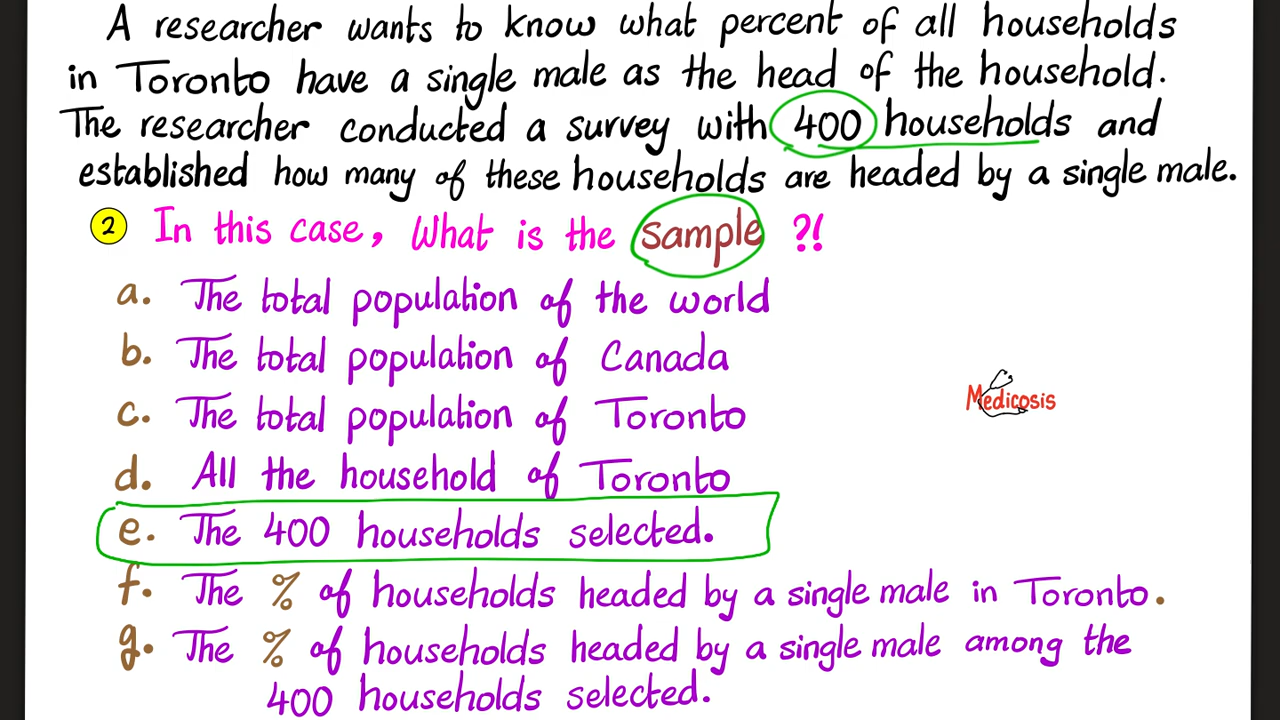 A researcher wants to know what percent of all households
in Toronto have a single male as the head of the household.
The researcher conducted a survey with 400 households and
established how many of these households are headed by a single male.
2 In this case, What is the sample ?!
a. The total population of the world
b. The total population of Canada
c. The total population of Toronto
d. All the household of Toronto
e. The 400 households selected.
f. The % of households headed by a single male in Toronto.
g. The % of households headed by a single male among the
400 households selected.
Medicosis